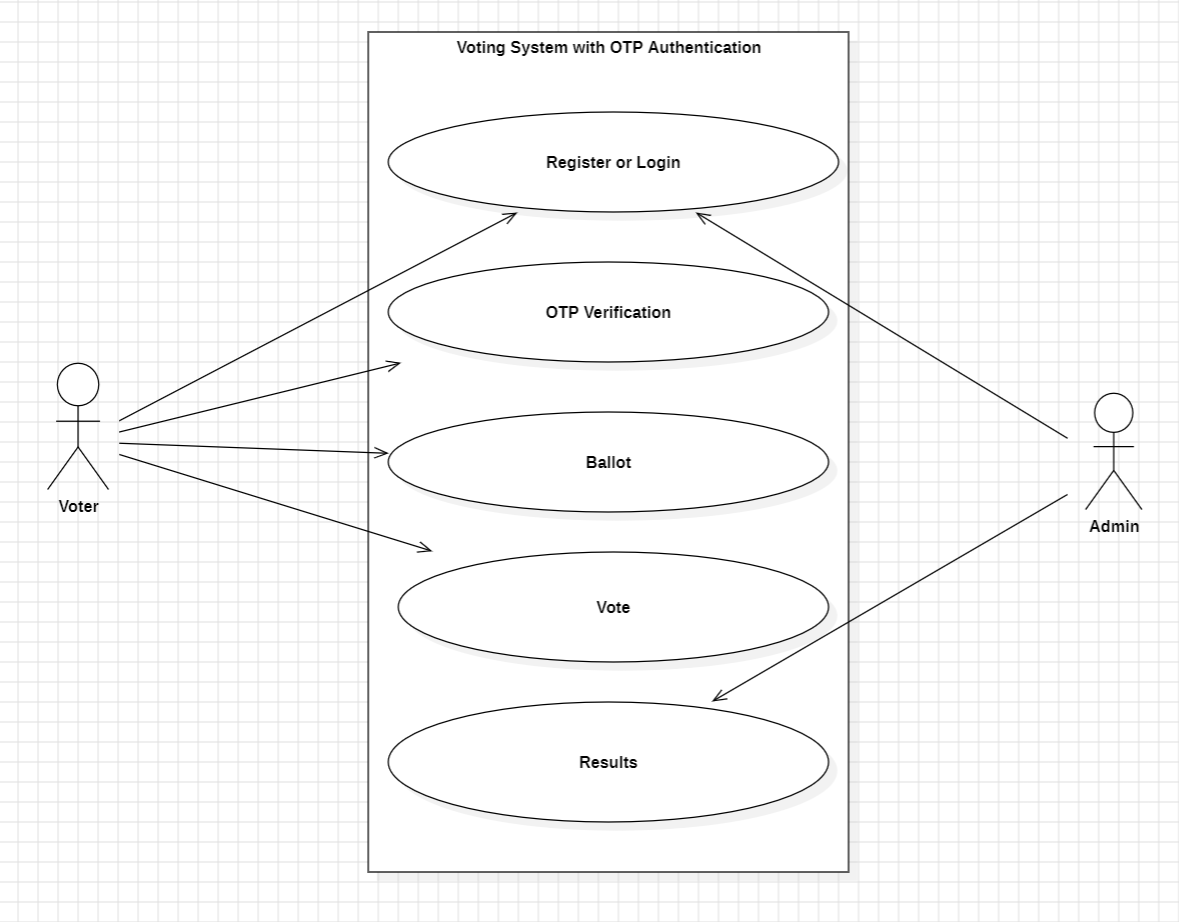 Voting System with OTP Authentication
Register or Login
OTP Verification
Ballot
Vote
Results
Voter
Admin